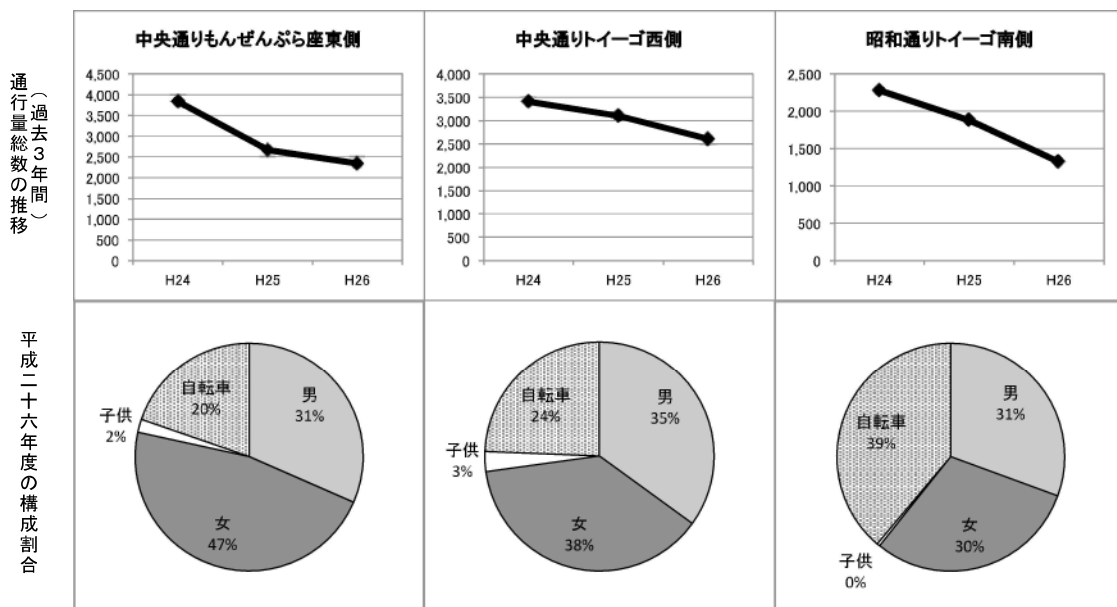 中央通りもんぜんぷら座東側
4,500
4,000
3,500
3,000
2,500
2,000
1,500
1,000
500
0
H24 H25 H26
中央通りトイーゴ西側
4,000
3,500
3,000
2,500
2,000
1,500
1,000
500
0
H24 H25 H26
昭和通りトイーゴ南側
2,500
2,000
1,500
1,000
500
0
H24 H25 H26
通行量総数の推移
（過去3年間）
平成二十六年度の構成割合
男
31%
女
47%
子供
2%
自転車
20%
男
35%
女
38%
子供
3%
自転車
24%
男
31%
女
30%
子供
0%
自転車
39%